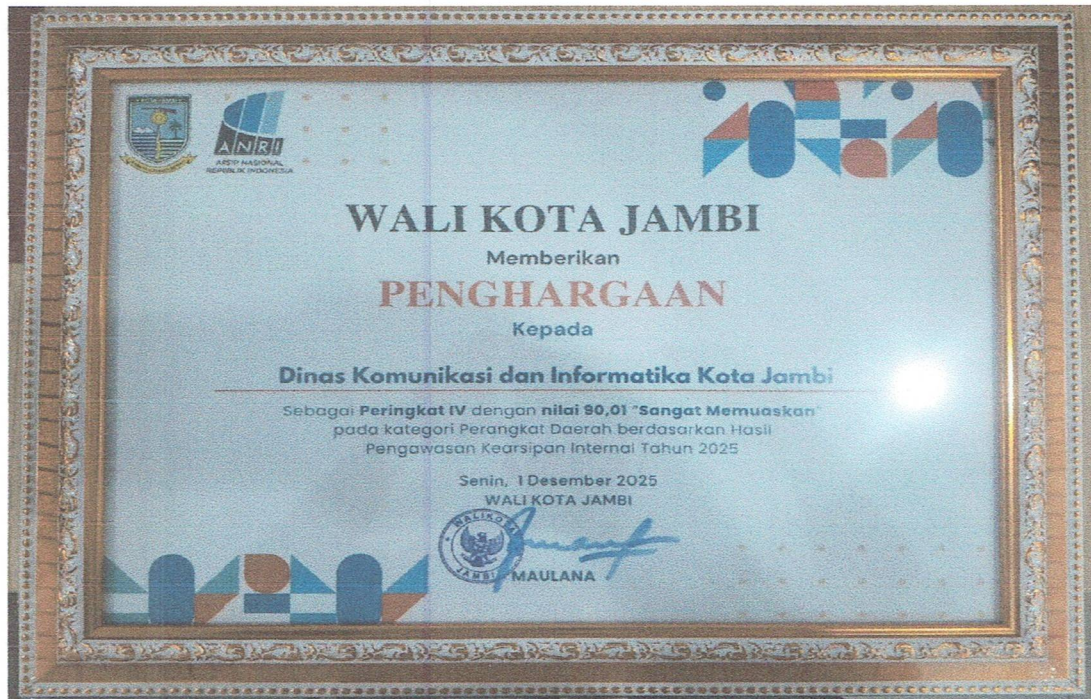 ANRI
ARSIP NASIONAL
REPUBLIK INDONESIA
WALI KOTA JAMBI
Memberikan
PENGHARGAAN
Kepada
Dinas Komunikasi dan Informatika Kota Jambi
Sebagai Peringkat IV dengan nilai 90,01 "Sangat Memuaskan"
pada kategori Perangkat Daerah berdasarkan Hasil
Pengawasan Kearsipan Internal Tahun 2025
Senin, 1 Desember 2025
WALI KOTA JAMBI
WALIKOTA
JAMBI
MAULANA